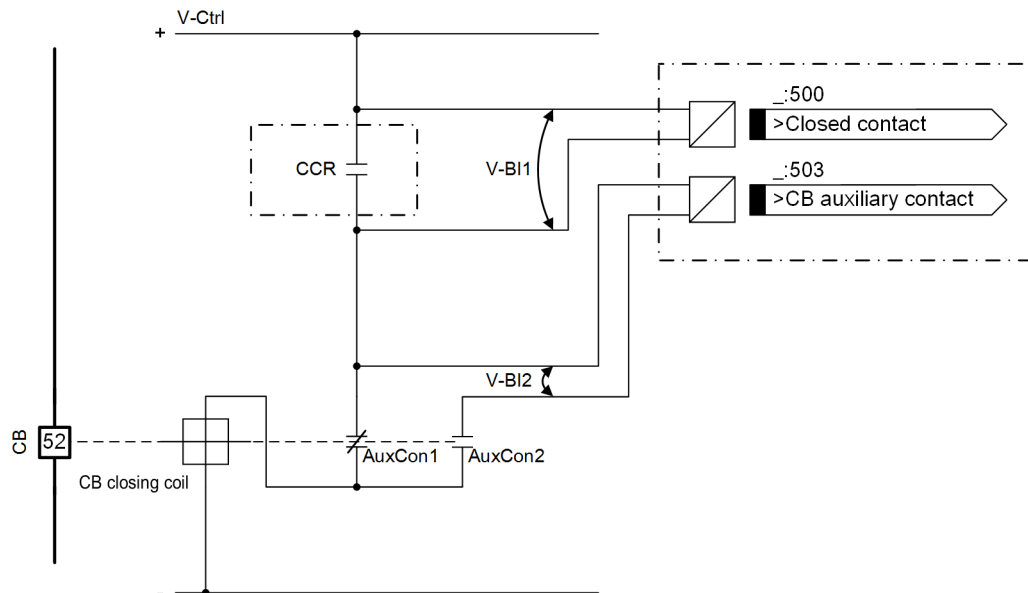 V-Ctrl
+
_:500
>Closed contact
CCR
V-BI1
_:503
>CB auxiliary contact
V-BI2
CB
52
AuxCon1
AuxCon2
CB closing coil
-